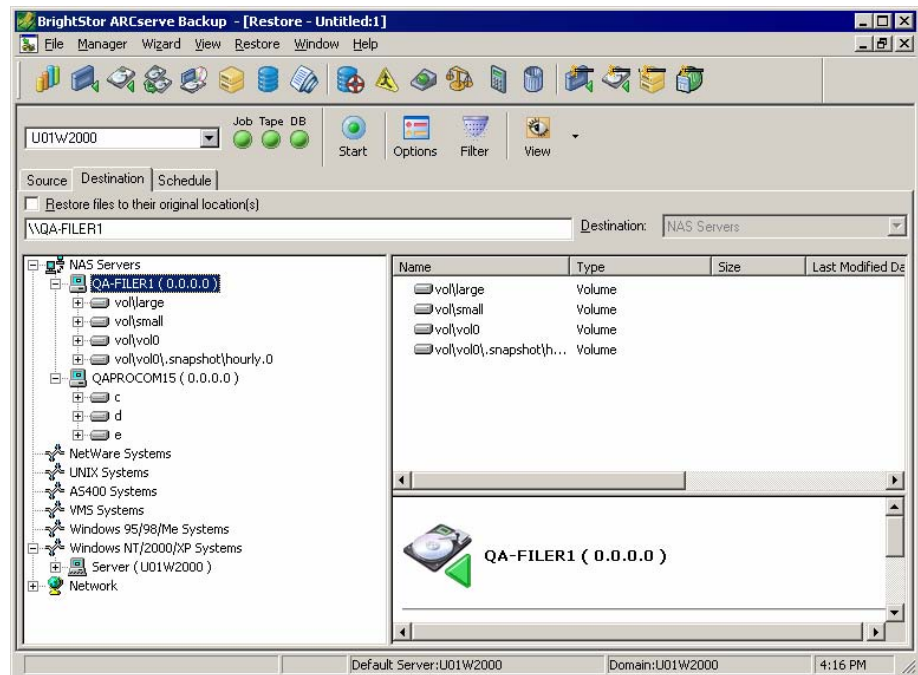 BrightStor ARCserve Backup - [Restore - Untitled:1]
File Manager Wizard View Restore Window Help
U01W2000
Job Tape DB
Start
Options
Filter
View
Source
Destination
Schedule
Restore files to their original location(s)
\\QA-FILER1
Destination:
NAS Servers
NAS Servers
QA-FILER1 ( 0.0.0.0 )
vol\large
vol\small
vol\vol0
vol\vol0\.snapshot\hourly.0
QAPROCOM15 ( 0.0.0.0 )
c
d
e
NetWare Systems
UNIX Systems
AS400 Systems
VMS Systems
Windows 95/98/Me Systems
Windows NT/2000/XP Systems
Server ( U01W2000 )
Network
Name Type Size Last Modified Da
vol\large Volume
vol\small Volume
vol\vol0 Volume
vol\vol0\.snapshot\h... Volume
QA-FILER1 ( 0.0.0.0 )
Default Server:U01W2000
Domain:U01W2000
4:16 PM